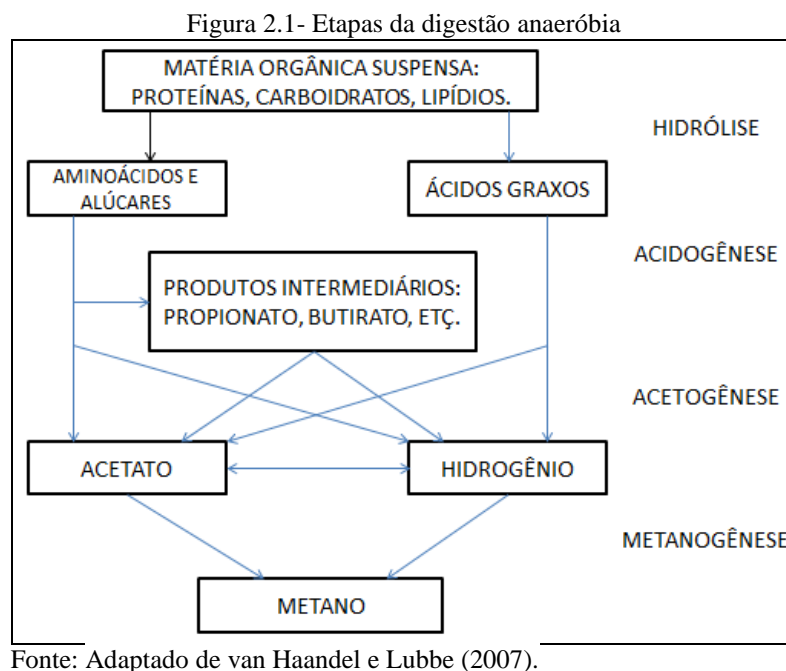 Figura 2.1- Etapas da digestão anaeróbia
MATÉRIA ORGÂNICA SUSPENSA:
PROTEÍNAS, CARBOIDRATOS, LIPÍDIOS.
HIDRÓLISE
AMINOÁCIDOS E
ALÚCARES
ÁCIDOS GRAXOS
ACIDOGÊNESE
PRODUTOS INTERMEDIÁRIOS:
PROPIONATO, BUTIRATO, ETÇ.
ACETOGÊNESE
ACETATO
HIDROGÊNIO
METANOGÊNESE
METANO
Fonte: Adaptado de van Haandel e Lubbe (2007).